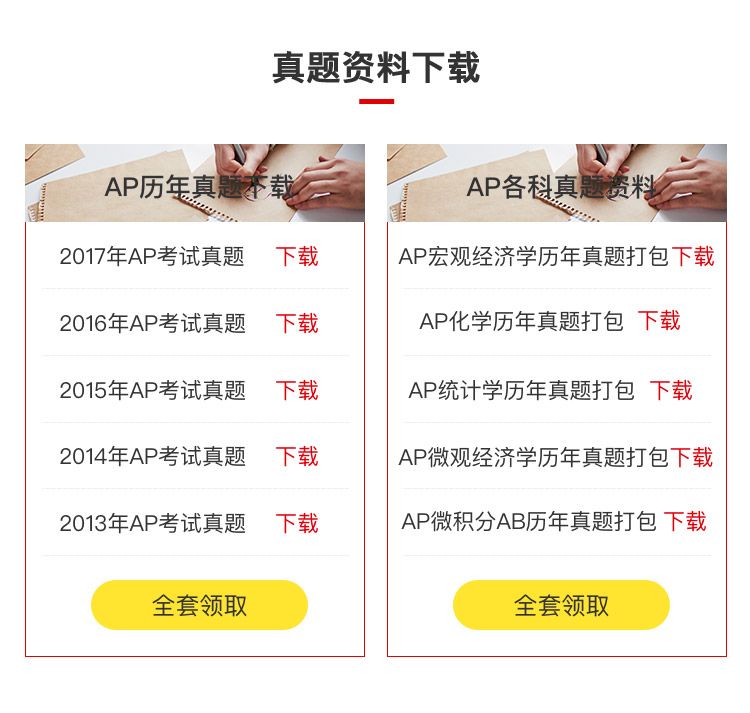 真题资料下载
AP历年真题下载
2017年AP考试真题 下载
2016年AP考试真题 下载
2015年AP考试真题 下载
2014年AP考试真题 下载
2013年AP考试真题 下载
全套领取
AP各科真题资料
AP宏观经济学历年真题打包下载
AP化学历年真题打包 下载
AP统计学历年真题打包 下载
AP微观经济学历年真题打包下载
AP微积分AB历年真题打包 下载
全套领取